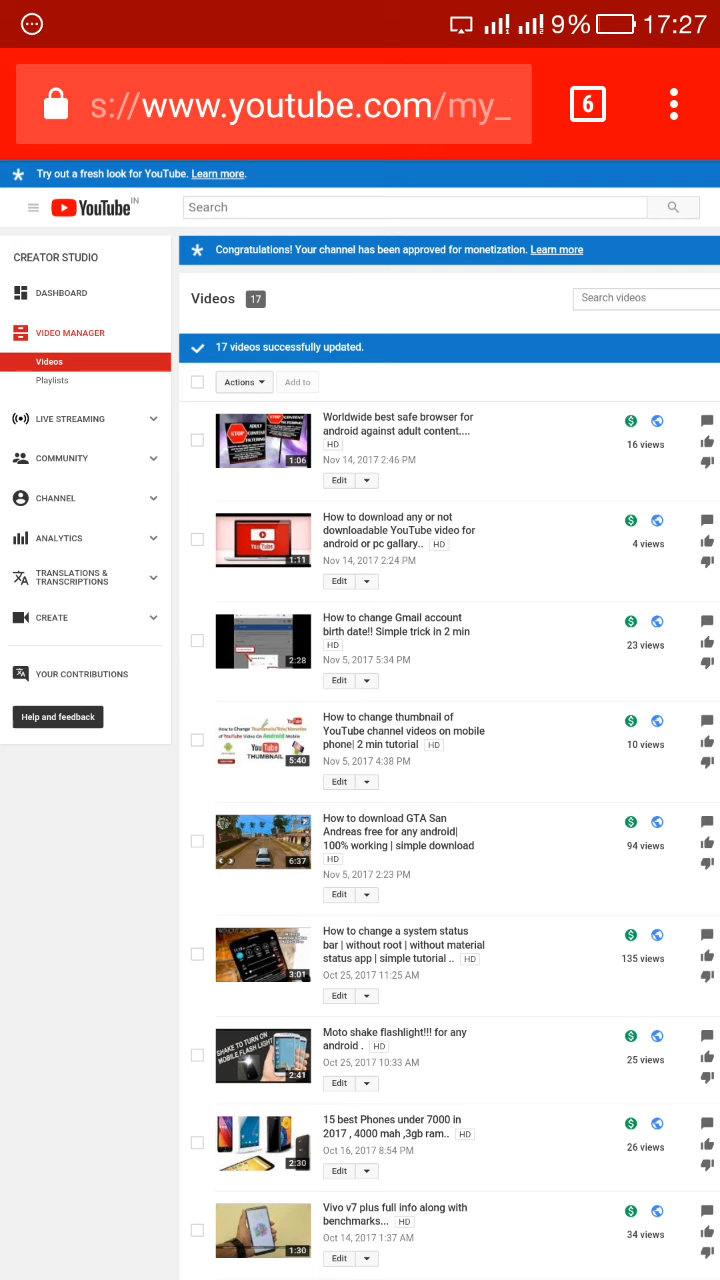 9% 17:27
s://www.youtube.com/my_
6
Try out a fresh look for YouTube. Learn more.
YouTube IN
Search
CREATOR STUDIO
Congratulations! Your channel has been approved for monetization. Learn more
DASHBOARD
Videos 17
Search videos
VIDEO MANAGER
17 videos successfully updated.
Videos
Playlists
Actions
Add to
LIVE STREAMING
COMMUNITY
CHANNEL
ANALYTICS
TRANSLATIONS &
TRANSCRIPTIONS
CREATE
YOUR CONTRIBUTIONS
Help and feedback
STOP
ADULT
CONTENT
FILTERING
1:06
Worldwide best safe browser for
android against adult content....
HD
Nov 14, 2017 2:46 PM
Edit
16 views
YouTube
1:11
How to download any or not
downloadable YouTube video for
android or pc gallary.. HD
Nov 14, 2017 2:24 PM
Edit
4 views
2:28
How to change Gmail account
birth date!! Simple trick in 2 min
HD
Nov 5, 2017 5:34 PM
Edit
23 views
YouTube
THUMBNAIL
5:40
How to change thumbnail of
YouTube channel videos on mobile
phone| 2 min tutorial HD
Nov 5, 2017 4:38 PM
Edit
10 views
6:37
How to download GTA San
Andreas free for any android|
100% working | simple download
HD
Nov 5, 2017 2:23 PM
Edit
94 views
3:01
How to change a system status
bar | without root | without material
status app | simple tutorial .. HD
Oct 25, 2017 11:25 AM
Edit
135 views
SHAKE TO TURN ON
MOBILE FLASH LIGHT
2:41
Moto shake flashlight!!! for any
android . HD
Oct 25, 2017 10:33 AM
Edit
25 views
2:30
15 best Phones under 7000 in
2017 , 4000 mah ,3gb ram.. HD
Oct 16, 2017 8:54 PM
Edit
26 views
1:30
Vivo v7 plus full info along with
benchmarks... HD
Oct 14, 2017 1:37 AM
Edit
34 views